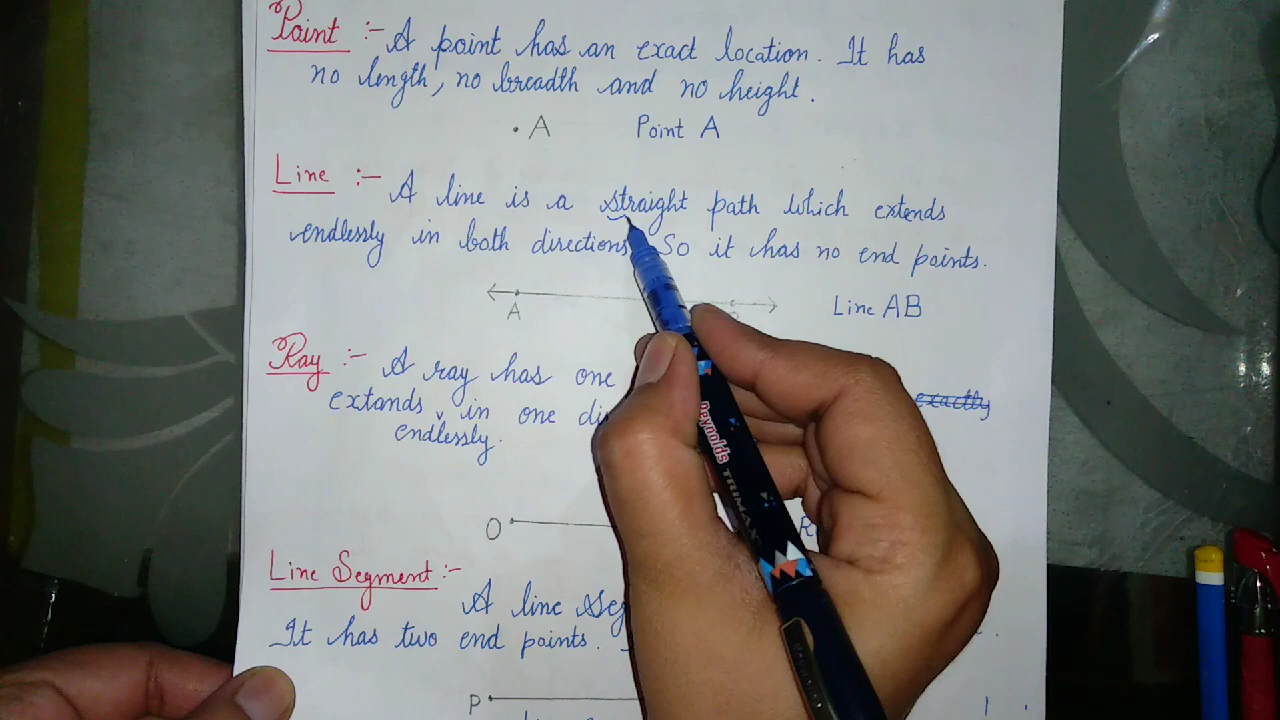 Point :- A point has an exact location. It has
no length, no breadth and no height.
A Point A
Line :- A line is a straight path which extends
endlessly in both directions So it has no end points.
A Line AB
Ray :- A ray has one
extands in one exactly
endlessly.
O
Line Segment :-
A line
It has two end points.
P
Reynolds TRIMAX